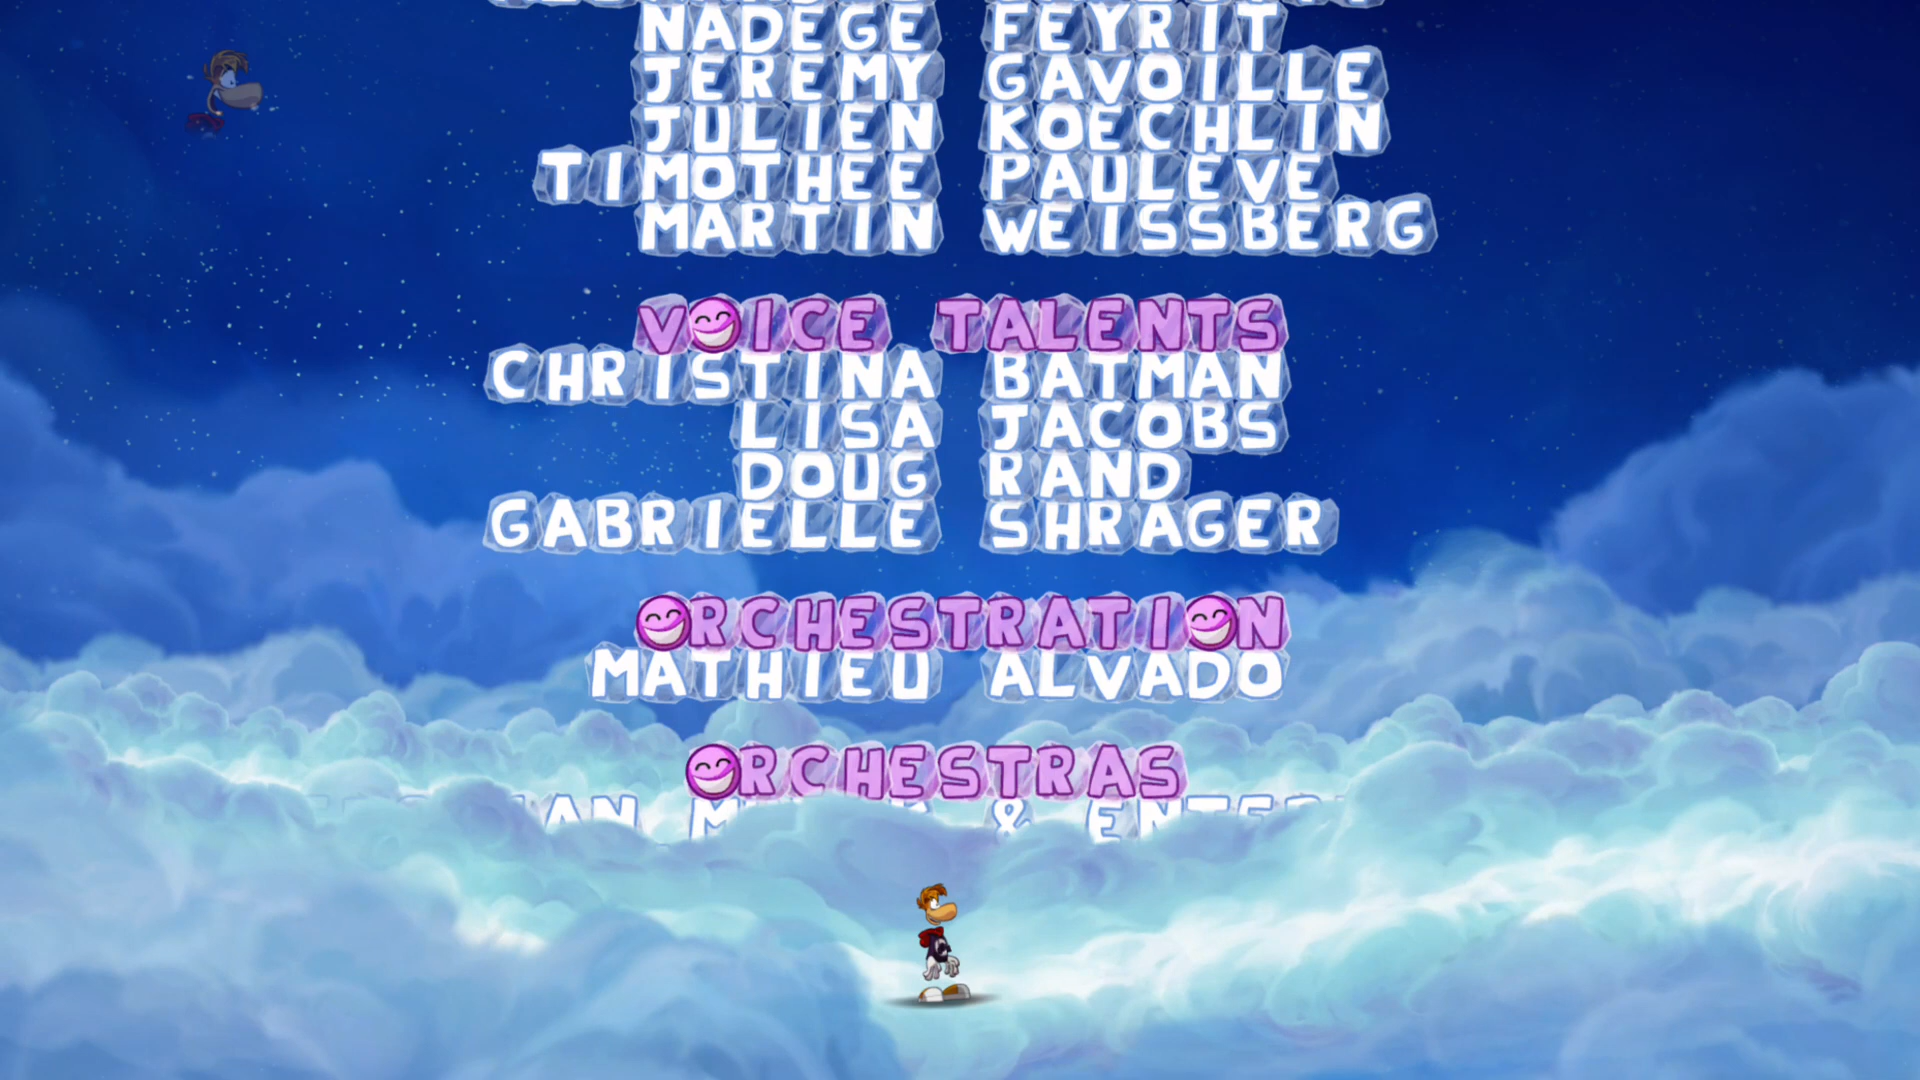 NADEGE FEYRIT
JEREMY GAVOILLE
JULIEN KOECHLIN
TIMOTHEE PAULEVE
MARTIN WEISSBERG
VOICE TALENTS
CHRISTINA BATMAN
LISA JACOBS
DOUG RAND
GABRIELLE SHRAGER
ORCHESTRATION
MATHIEU ALVADO
ORCHESTRAS
&